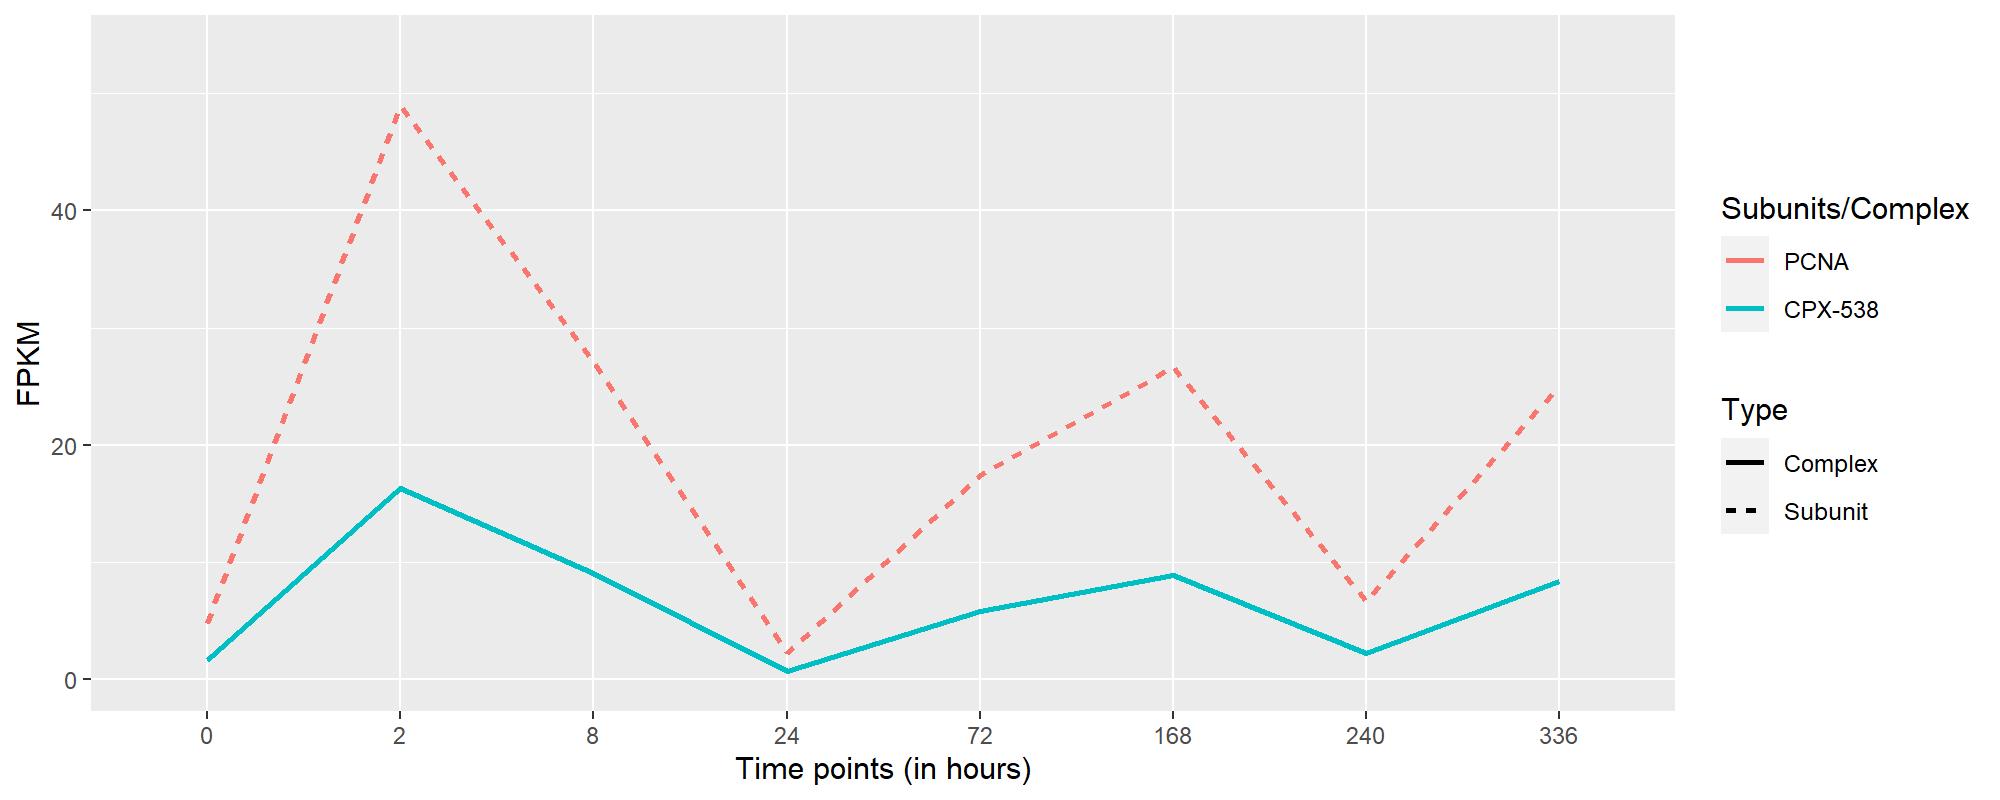 FPKM
40
20
0
0 2 8 24 72 168 240 336
Time points (in hours)
Subunits/Complex
PCNA
CPX-538
Type
Complex
Subunit